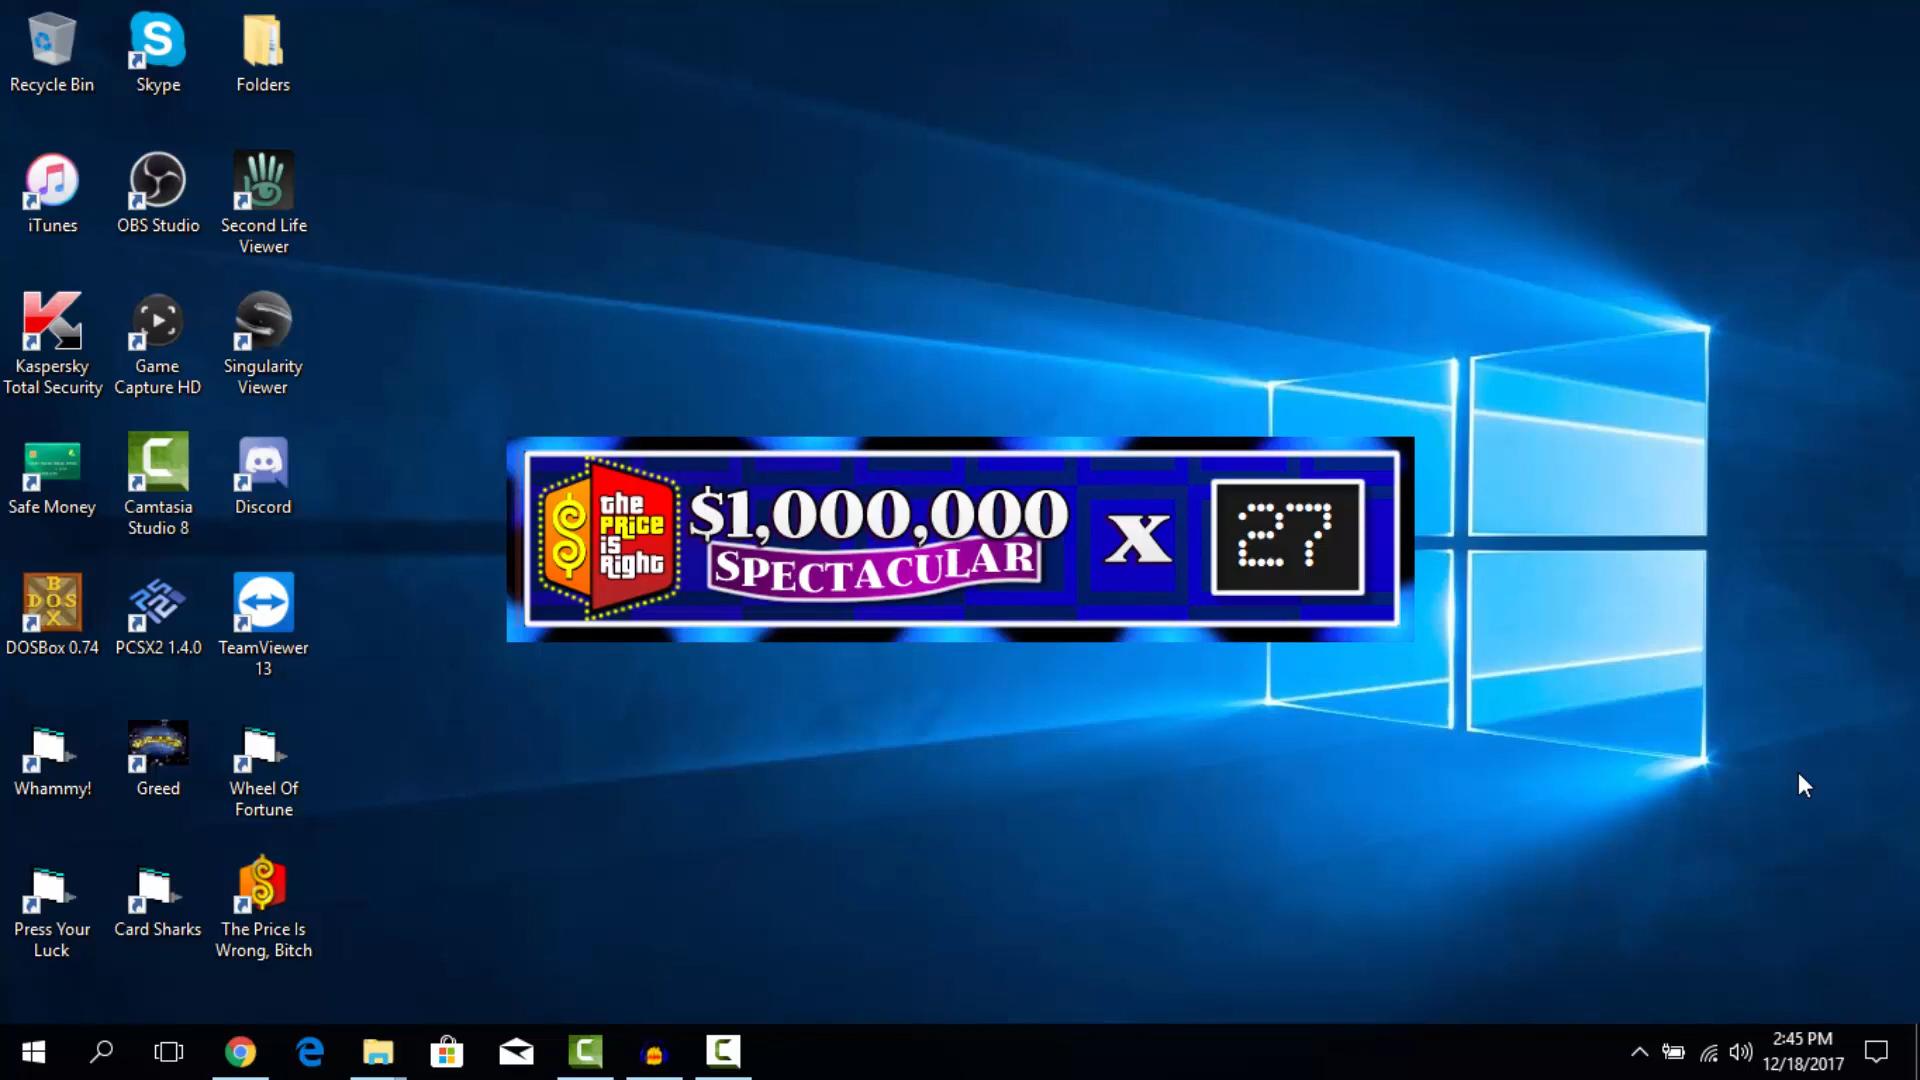 Recycle Bin
Skype
Folders
iTunes
OBS Studio
Second Life
Viewer
Kaspersky
Total Security
Game
Capture HD
Singularity
Viewer
Safe Money
Camtasia
Studio 8
Discord
DOSBox 0.74
PCSX2 1.4.0
TeamViewer
13
Whammy!
Greed
Wheel Of
Fortune
Press Your
Luck
Card Sharks
The Price Is
Wrong, Bitch
the
PRiCE
is
Right
$1,000,000
SPECTACULAR
X
27
2:45 PM
12/18/2017